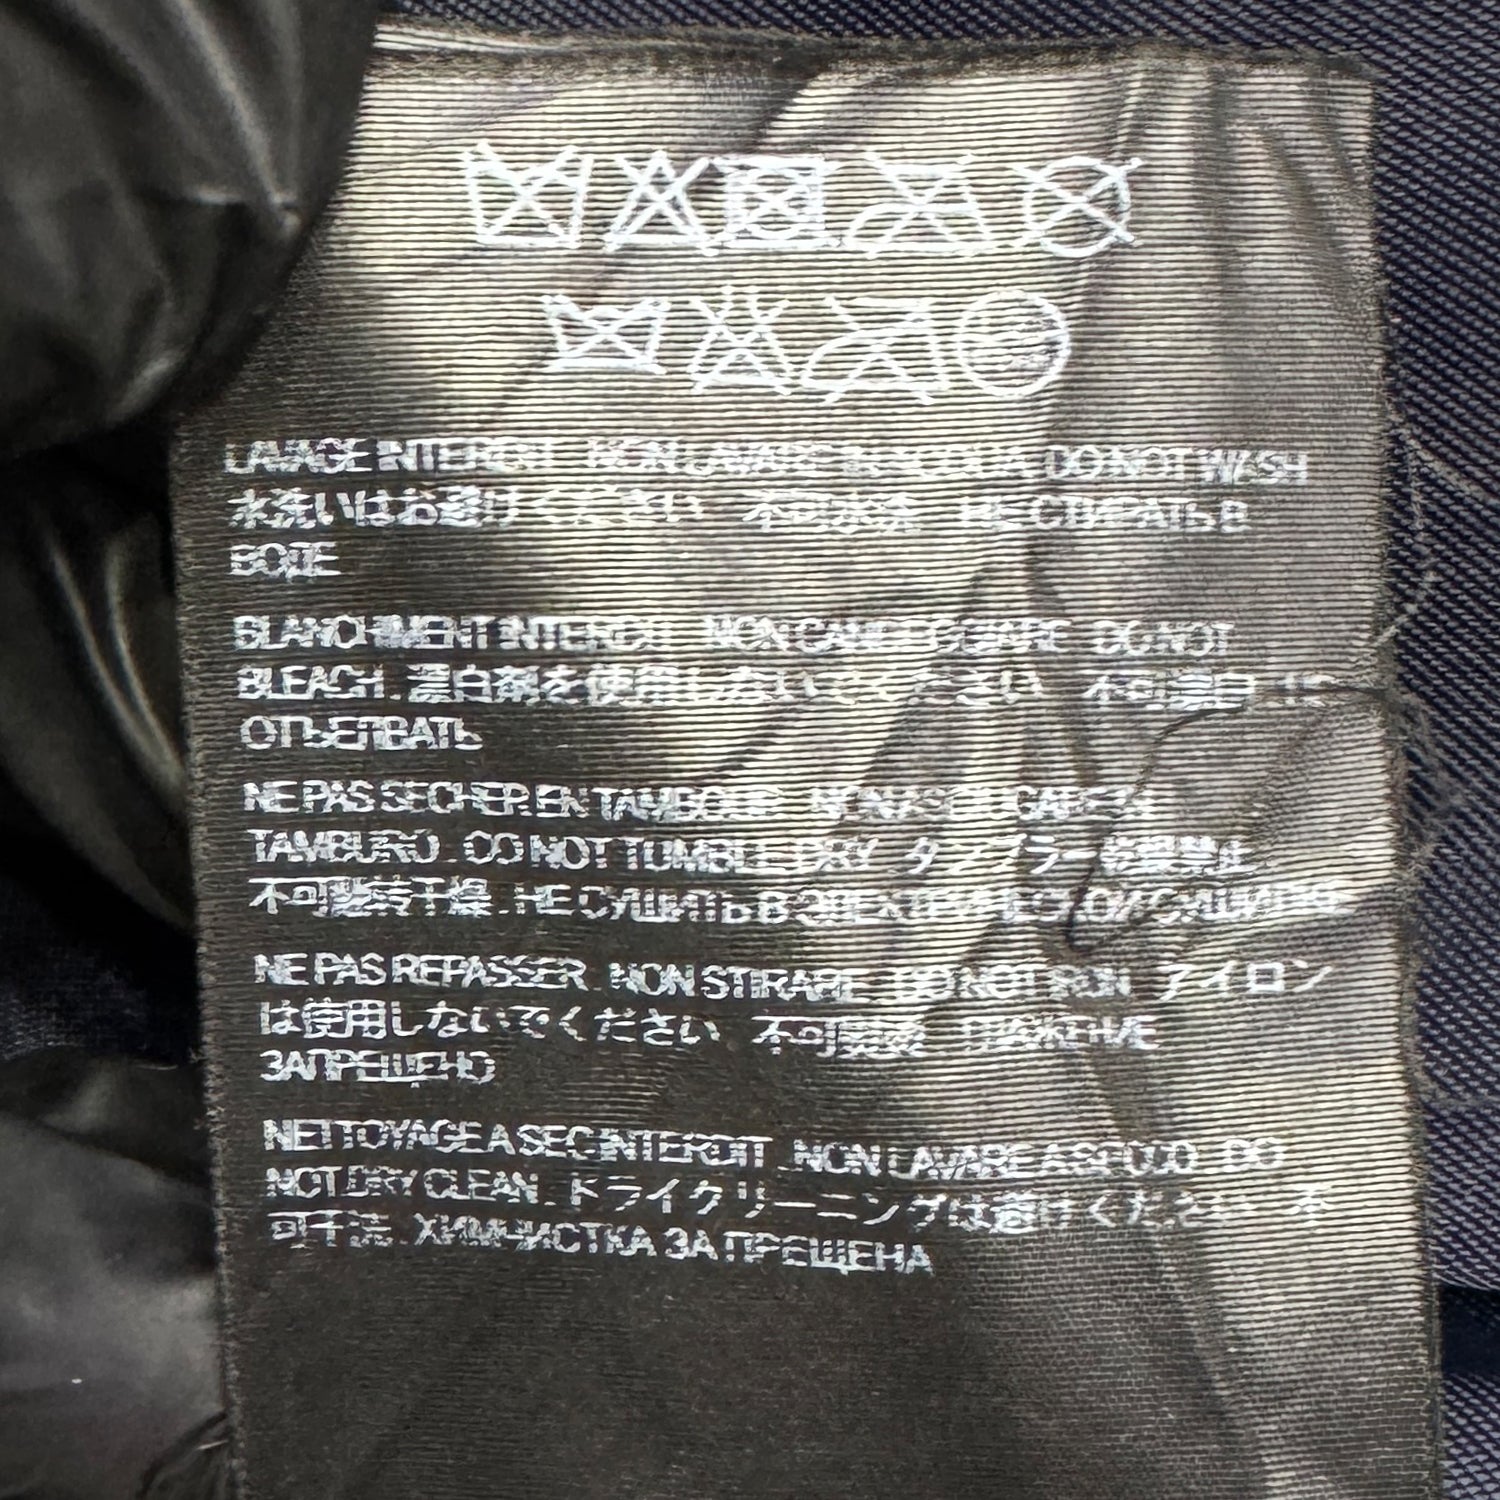 LAVAGE INTERDIT . NON LAVARE IN ACQUA . DO NOT WASH
水洗いはお避けください . 不可水洗 . НЕ СТИРАТЬ В
ВОДЕ
BLANCHIMENT INTERDIT . NON CANDEGGIARE . DO NOT
BLEACH . 漂白剤を使用しないでください . 不可漂白 . НЕ
ОТБЕЛИВАТЬ
NE PAS SECHER EN TAMBOUR . NON ASCIUGARE IN
TAMBURO . DO NOT TUMBLE DRY . タンブラー乾燥禁止
不可旋转干燥 . НЕ СУШИТЬ В
NE PAS REPASSER . NON STIRARE . DO NOT IRON . アイロン
は使用しないでください . 不可熨烫 . ГЛАЖЕНИЕ
ЗАПРЕЩЕНО
NETTOYAGE A SEC INTERDIT . NON LAVARE A SECCO . DO
NOT DRY CLEAN . ドライクリーニングは避けください . 不
可干洗 . ХИМЧИСТКА ЗАПРЕЩЕНА